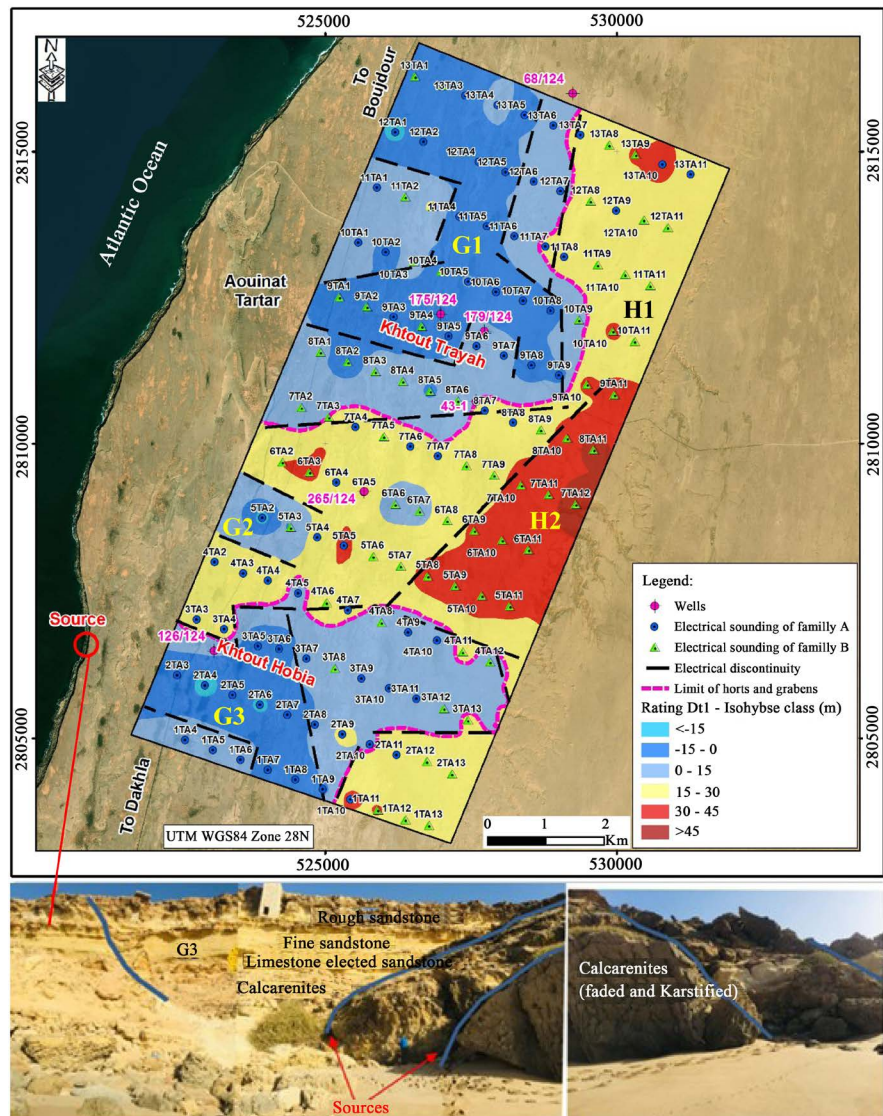 525000
530000
N
2815000
2810000
2805000
2815000
2810000
2805000
Atlantic Ocean
To
Boujdour
68/124
13TA1
13TA3
13TA4
13TA5
13TA6
13TA7
13TA8
13TA9
13TA10
13TA11
12TA1
12TA2
12TA4
12TA5
12TA6
12TA7
12TA8
12TA9
12TA10
12TA11
11TA1
11TA2
11TA4
11TA5
11TA6
11TA7
11TA8
11TA9
11TA10
11TA11
G1
H1
10TA1
10TA2
10TA3
10TA4
10TA5
10TA6
10TA7
10TA8
10TA9
10TA10
10TA11
Aouinat
Tartar
175/124
179/124
Khtout Trayah
9TA1
9TA2
9TA3
9TA4
9TA5
9TA6
9TA7
9TA8
9TA9
9TA10
9TA11
8TA1
8TA2
8TA3
8TA4
8TA5
8TA6
8TA7
8TA8
8TA9
8TA10
8TA11
43-1
7TA2
7TA3
7TA4
7TA5
7TA6
7TA7
7TA8
7TA9
7TA10
7TA12
H2
6TA2
6TA3
6TA4
265/124
6TA6
6TA7
6TA8
6TA9
6TA10
6TA11
G2
5TA2
5TA3
5TA4
5TA5
5TA6
5TA7
5TA8
5TA9
5TA10
5TA11
4TA2
4TA3
4TA4
4TA5
4TA6
4TA7
4TA8
4TA9
4TA10
4TA11
4TA12
Source
126/124
Khtout Hobia
3TA3
3TA4
3TA5
3TA6
3TA7
3TA8
3TA9
3TA10
3TA11
3TA12
3TA13
G3
2TA3
2TA4
2TA5
2TA6
2TA7
2TA8
2TA9
2TA10
2TA11
2TA12
2TA13
1TA4
1TA5
1TA6
1TA7
1TA8
1TA9
1TA10
1TA11
1TA12
1TA13
To Dakhla
UTM WGS84 Zone 28N
0 1 2
Km
Legend:
Wells
Electrical sounding of familly A
Electrical sounding of familly B
Electrical discontinuity
Limit of horts and grabens
Rating Dt1 - Isohybse class (m)
<-15
-15 - 0
0 - 15
15 - 30
30 - 45
>45
525000
530000
Rough sandstone
G3
Fine sandstone
Limestone elected sandstone
Calcarenites
Calcarenites
(faded and Karstified)
Sources